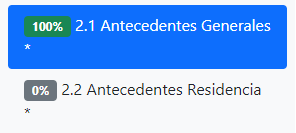 100% 2.1 Antecedentes Generales
*
0% 2.2 Antecedentes Residencia
*